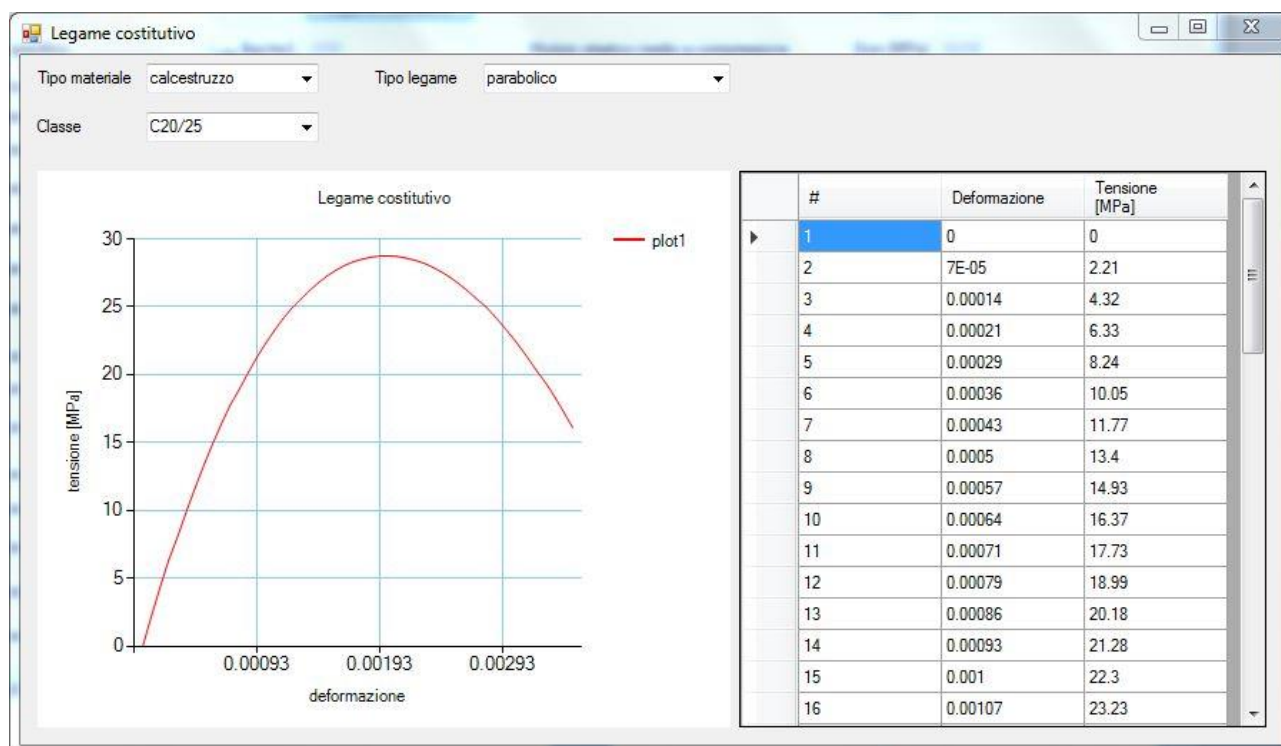 Legame costitutivo
Tipo materiale calcestruzzo Tipo legame parabolico
Classe C20/25
Legame costitutivo
plot1
30
25
20
15
10
5
0
tensione [MPa]
0.00093 0.00193 0.00293
deformazione
# Deformazione Tensione [MPa]
1 0 0
2 7E-05 2.21
3 0.00014 4.32
4 0.00021 6.33
5 0.00029 8.24
6 0.00036 10.05
7 0.00043 11.77
8 0.0005 13.4
9 0.00057 14.93
10 0.00064 16.37
11 0.00071 17.73
12 0.00079 18.99
13 0.00086 20.18
14 0.00093 21.28
15 0.001 22.3
16 0.00107 23.23